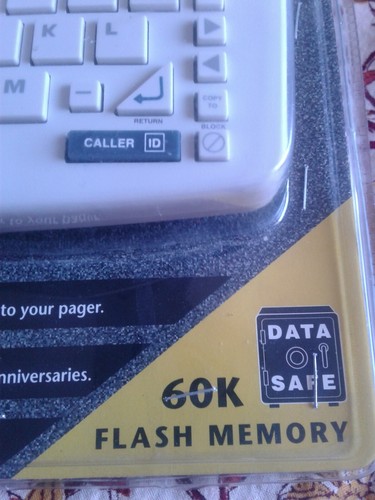 K L
M −
RETURN
COPY TO
BLOCK
CALLER ID
to your pager.
nniversaries.
DATA
SAFE
60K
FLASH MEMORY